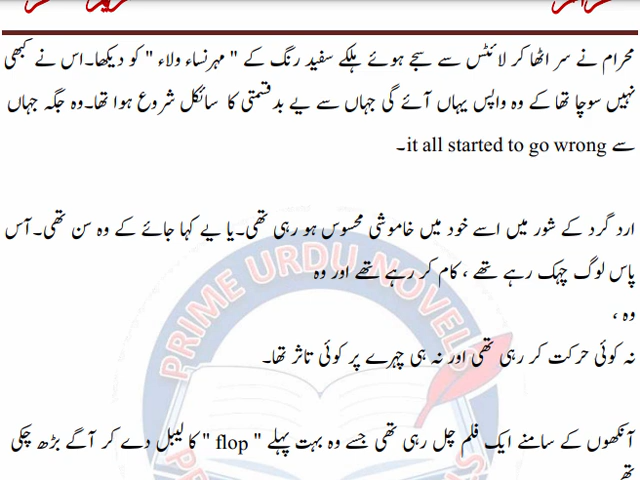 محرام نے سر اٹھا کر لائٹس سے سجے ہوئے ہلکے سفید رنگ کے " مہرنساء ولاء " کو دیکھا۔اس نے کبھی
نہیں سوچا تھا کے وہ واپس یہاں آئے گی جہاں سے یے بدقسمتی کا سائکل شروع ہوا تھا۔وہ جگہ جہاں
سے it all started to go wrong۔
ارد گرد کے شور میں اسے خود میں خاموشی محسوس ہو رہی تھی۔یا یے کہا جائے کے وہ سن تھی۔آس
پاس لوگ چہک رہے تھے ، کام کر رہے تھے اور وہ
وہ ،
نہ کوئی حرکت کر رہی تھی اور نہ ہی چہرے پر کوئی تاثر تھا۔
PRIME URDU NOVELS
آنکھوں کے سامنے ایک فلم چل رہی تھی جسے وہ بہت پہلے " flop " کا لیبل دے کر آگے بڑھ چکی